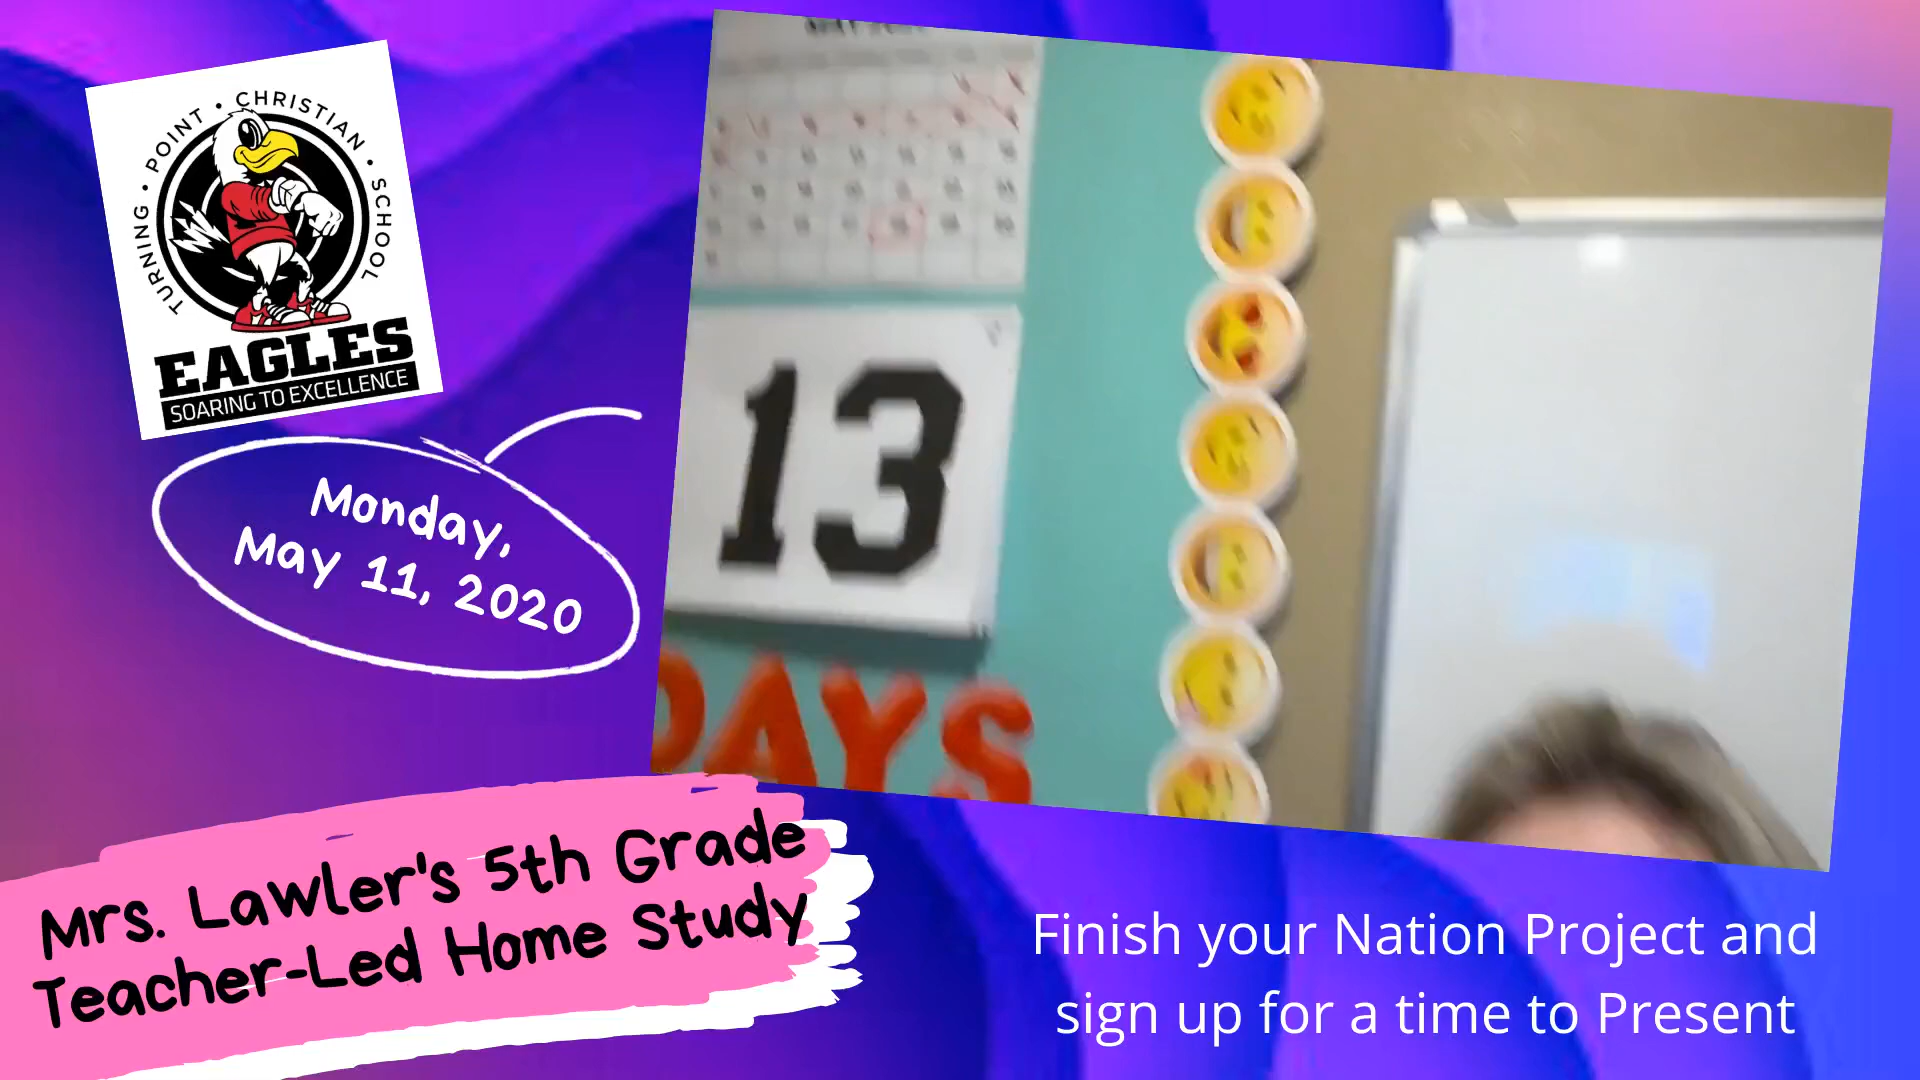 TURNING • POINT • CHRISTIAN • SCHOOL
EAGLES
SOARING TO EXCELLENCE
Monday,
May 11, 2020
13
DAYS
Mrs. Lawler's 5th Grade
Teacher-Led Home Study
Finish your Nation Project and
sign up for a time to Present